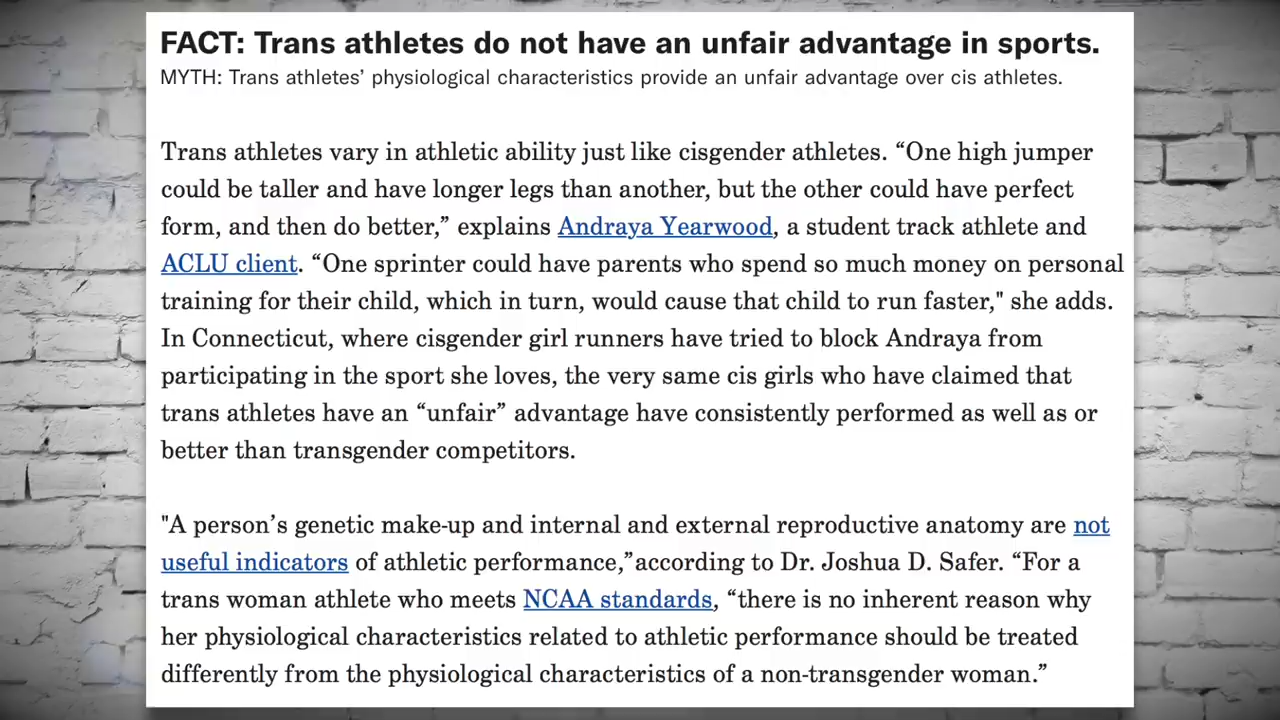 FACT: Trans athletes do not have an unfair advantage in sports.
MYTH: Trans athletes’ physiological characteristics provide an unfair advantage over cis athletes.
Trans athletes vary in athletic ability just like cisgender athletes. “One high jumper
could be taller and have longer legs than another, but the other could have perfect
form, and then do better,” explains Andraya Yearwood, a student track athlete and
ACLU client. “One sprinter could have parents who spend so much money on personal
training for their child, which in turn, would cause that child to run faster," she adds.
In Connecticut, where cisgender girl runners have tried to block Andraya from
participating in the sport she loves, the very same cis girls who have claimed that
trans athletes have an “unfair” advantage have consistently performed as well as or
better than transgender competitors.
"A person’s genetic make-up and internal and external reproductive anatomy are not
useful indicators of athletic performance,”according to Dr. Joshua D. Safer. “For a
trans woman athlete who meets NCAA standards, “there is no inherent reason why
her physiological characteristics related to athletic performance should be treated
differently from the physiological characteristics of a non-transgender woman.”